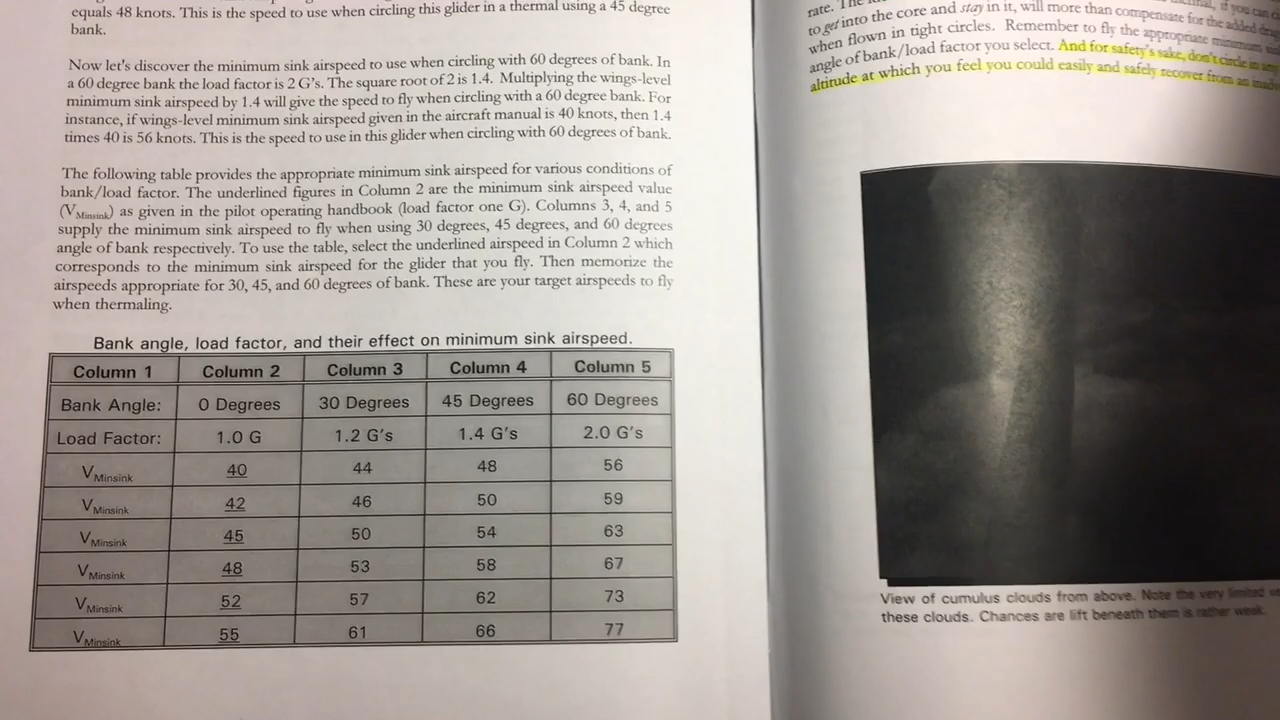 equals 48 knots. This is the speed to use when circling this glider in a thermal using a 45 degree
bank.
Now let's discover the minimum sink airspeed to use when circling with 60 degrees of bank. In
a 60 degree bank the load factor is 2 G's. The square root of 2 is 1.4. Multiplying the wings-level
minimum sink airspeed by 1.4 will give the speed to fly when circling with a 60 degree bank. For
instance, if wings-level minimum sink airspeed given in the aircraft manual is 40 knots, then 1.4
times 40 is 56 knots. This is the speed to use in this glider when circling with 60 degrees of bank.
The following table provides the appropriate minimum sink airspeed for various conditions of
bank/load factor. The underlined figures in Column 2 are the minimum sink airspeed value
(VMinsink) as given in the pilot operating handbook (load factor one G). Columns 3, 4, and 5
supply the minimum sink airspeed to fly when using 30 degrees, 45 degrees, and 60 degrees
angle of bank respectively. To use the table, select the underlined airspeed in Column 2 which
corresponds to the minimum sink airspeed for the glider that you fly. Then memorize the
airspeeds appropriate for 30, 45, and 60 degrees of bank. These are your target airspeeds to fly
when thermaling.
Bank angle, load factor, and their effect on minimum sink airspeed.
Column 1 Column 2 Column 3 Column 4 Column 5
Bank Angle: 0 Degrees 30 Degrees 45 Degrees 60 Degrees
Load Factor: 1.0 G 1.2 G's 1.4 G's 2.0 G's
VMinsink 40 44 48 56
VMinsink 42 46 50 59
VMinsink 45 50 54 63
VMinsink 48 53 58 67
VMinsink 52 57 62 73
VMinsink 55 61 66 77
rate. The
to get into the core and stay in it, will more than compensate for the added
when flown in tight circles. Remember to fly the appropriate minimum
angle of bank/load factor you select. And for safety's sake, don't circle in
altitude at which you feel you could easily and safely recover from an
View of cumulus clouds from above. Note the very limited
these clouds. Chances are lift beneath them is rather weak.